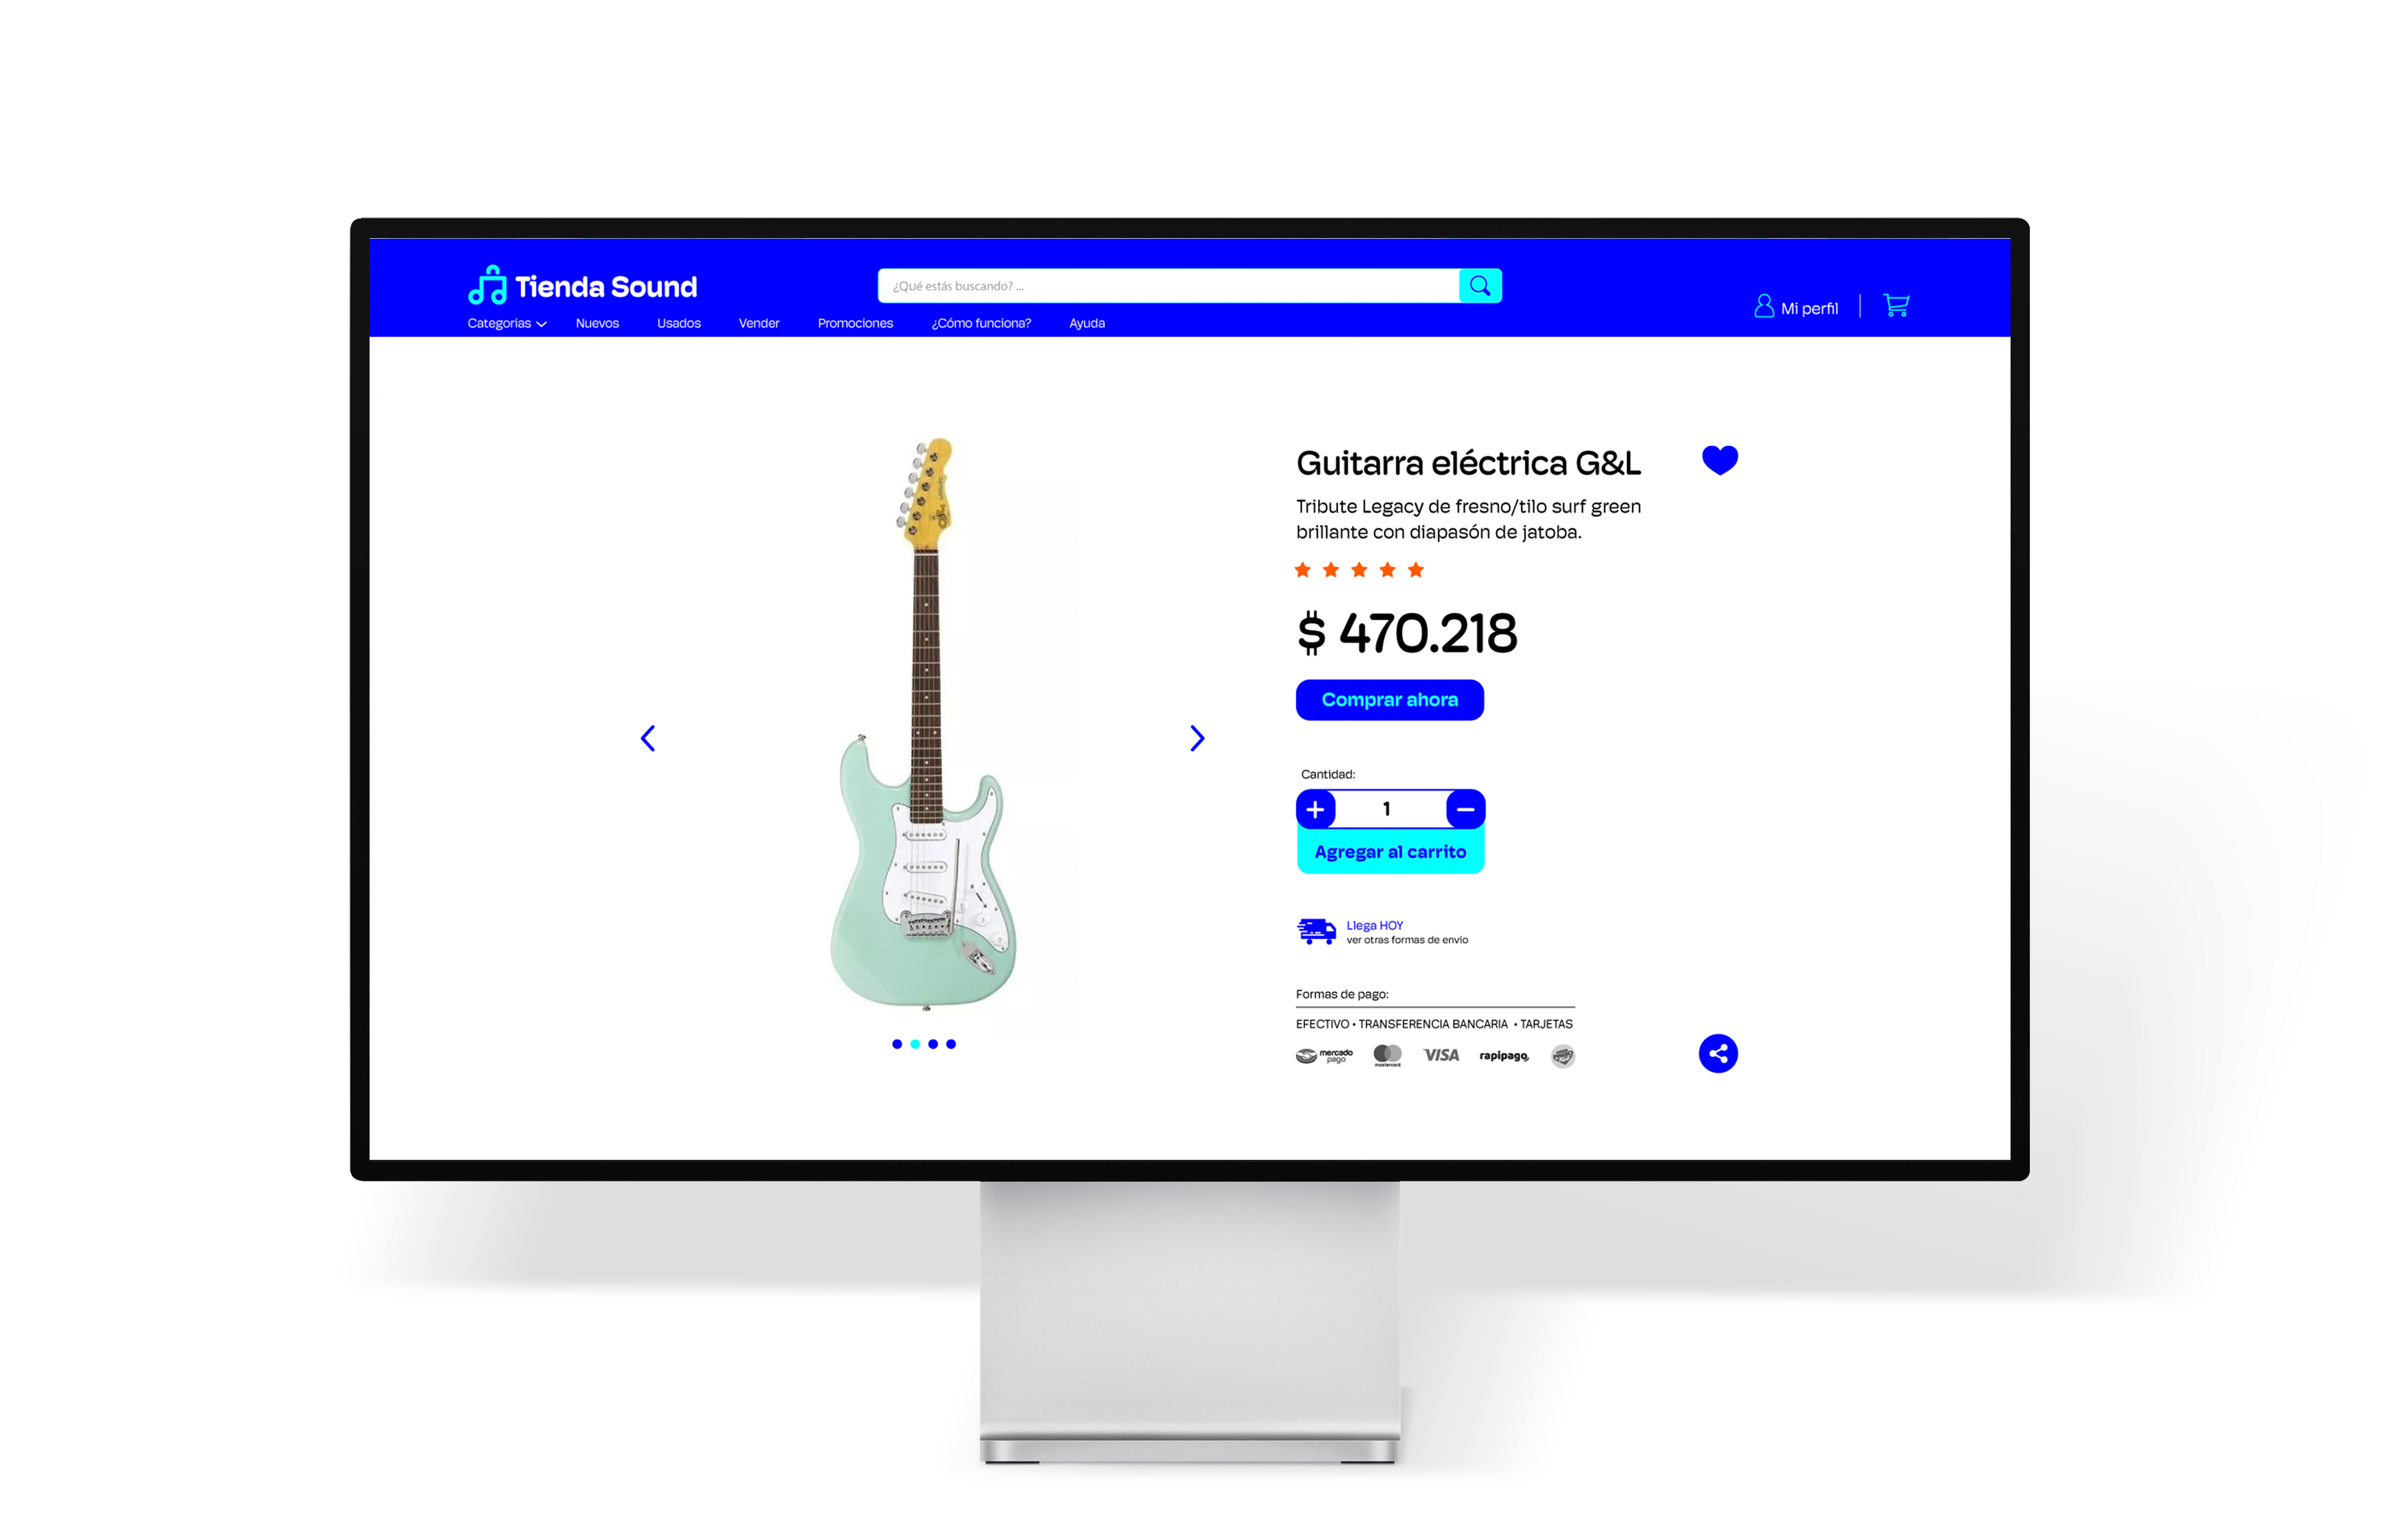 Tienda Sound
¿Qué estás buscando? ...
Categorias
Nuevos
Usados
Vender
Promociones
¿Cómo funciona?
Ayuda
Mi perfil
Guitarra eléctrica G&L
Tribute Legacy de fresno/tilo surf green
brillante con diapasón de jatoba.
$ 470.218
Comprar ahora
Cantidad:
+ 1 −
Agregar al carrito
Llega HOY
ver otras formas de envio
Formas de pago:
EFECTIVO • TRANSFERENCIA BANCARIA • TARJETAS
mercado
pago
mastercard
VISA
rapipago